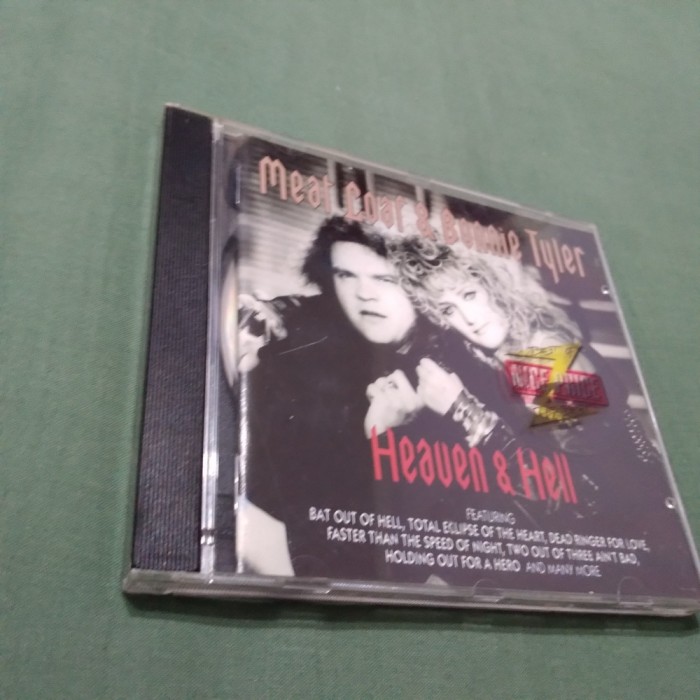 Meat Loaf & Bonnie Tyler
NICE PRICE
Heaven & Hell
FEATURING
BAT OUT OF HELL, TOTAL ECLIPSE OF THE HEART, DEAD RINGER FOR LOVE,
FASTER THAN THE SPEED OF NIGHT, TWO OUT OF THREE AIN'T BAD,
HOLDING OUT FOR A HERO AND MANY MORE